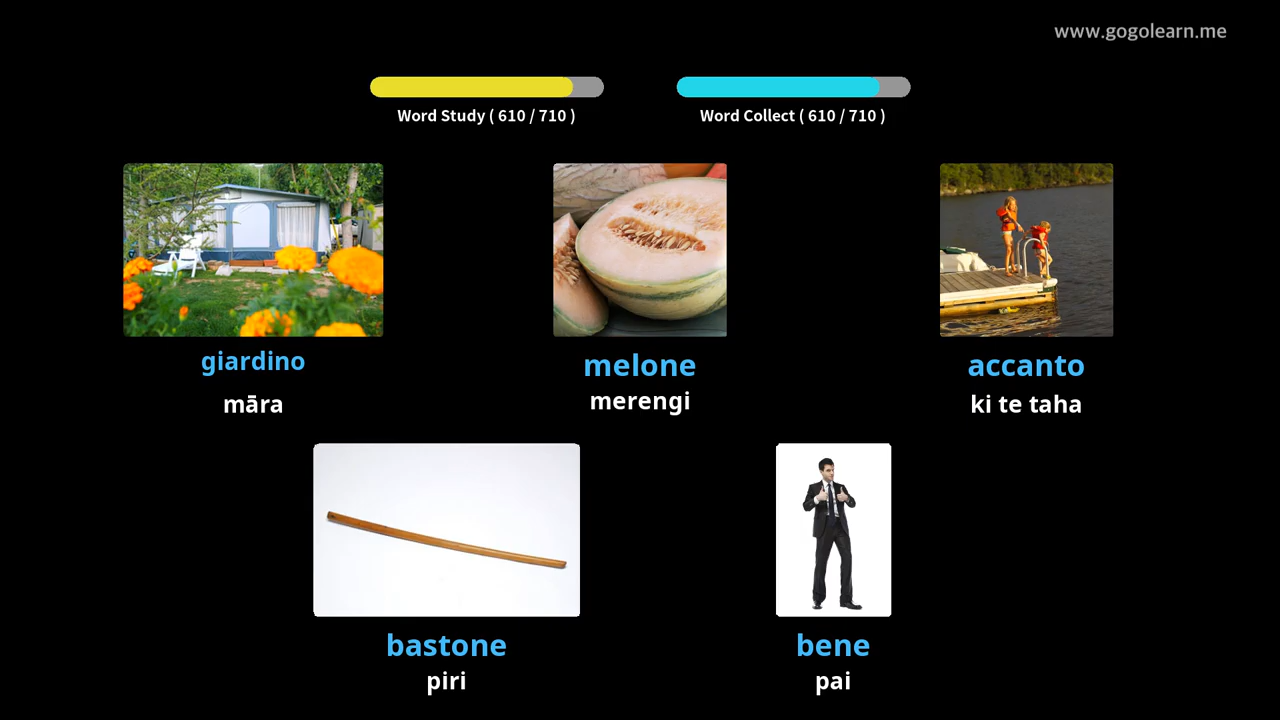 www.gogolearn.me
Word Study ( 610 / 710 )
Word Collect ( 610 / 710 )
giardino
māra
melone
merengi
accanto
ki te taha
bastone
piri
bene
pai